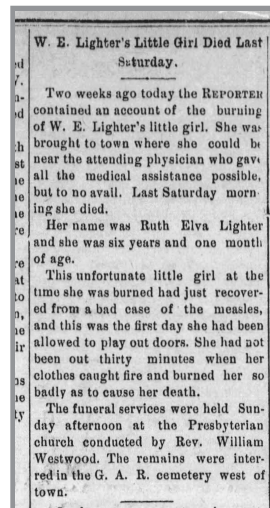 W. E. Lighter's Little Girl Died Last
Saturday.
Two weeks ago today the REPORTER
contained an account of the burning
of W. E. Lighter's little girl. She was
brought to town where she could be
near the attending physician who gave
all the medical assistance possible,
but to no avail. Last Saturday morn-
ing she died.
Her name was Ruth Elva Lighter
and she was six years and one month
of age.
This unfortunate little girl at the
time she was burned had just recover-
ed from a bad case of the measles,
and this was the first day she had been
allowed to play out doors. She had not
been out thirty minutes when her
clothes caught fire and burned her so
badly as to cause her death.
The funeral services were held Sun-
day afternoon at the Presbyterian
church conducted by Rev. William
Westwood. The remains were inter-
red in the G. A. R. cemetery west of
town.